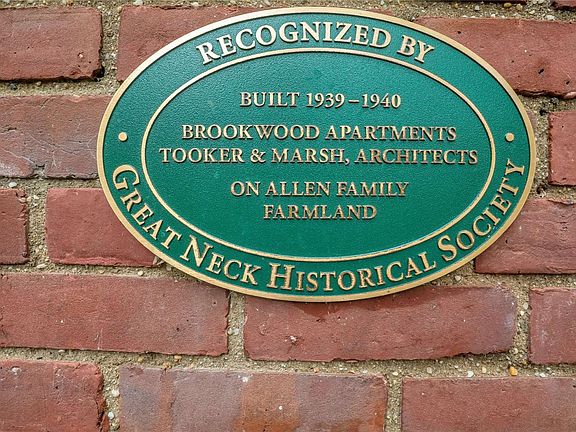 RECOGNIZED BY
BUILT 1939–1940
BROOKWOOD APARTMENTS
TOOKER & MARSH, ARCHITECTS
ON ALLEN FAMILY
FARMLAND
GREAT NECK HISTORICAL SOCIETY